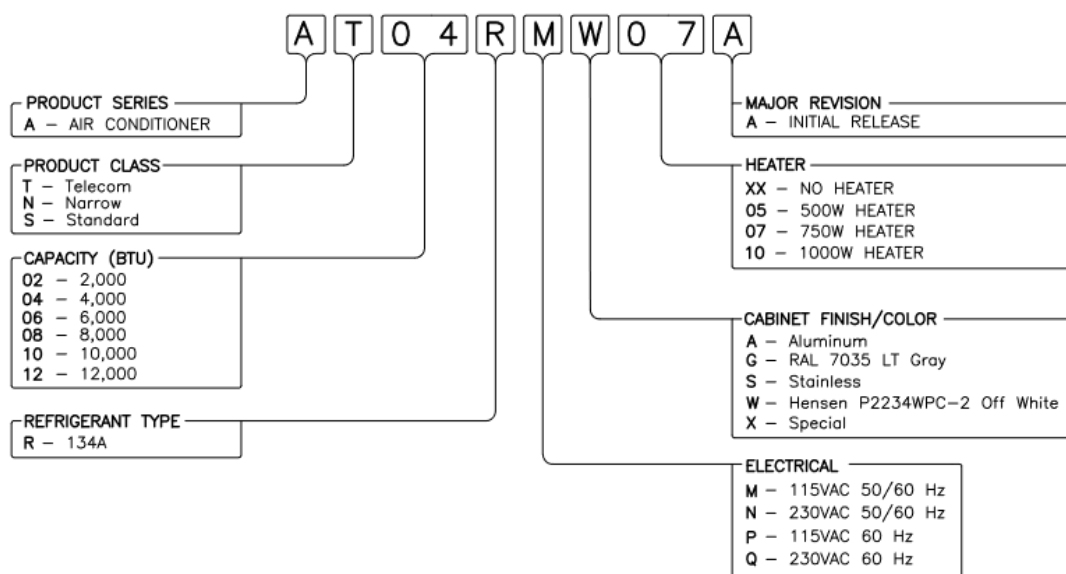 A T 0 4 R M W 0 7 A
PRODUCT SERIES
A – AIR CONDITIONER
PRODUCT CLASS
T – Telecom
N – Narrow
S – Standard
CAPACITY (BTU)
02 – 2,000
04 – 4,000
06 – 6,000
08 – 8,000
10 – 10,000
12 – 12,000
REFRIGERANT TYPE
R – 134A
MAJOR REVISION
A – INITIAL RELEASE
HEATER
XX – NO HEATER
05 – 500W HEATER
07 – 750W HEATER
10 – 1000W HEATER
CABINET FINISH/COLOR
A – Aluminum
G – RAL 7035 LT Gray
S – Stainless
W – Hensen P2234WPC-2 Off White
X – Special
ELECTRICAL
M – 115VAC 50/60 Hz
N – 230VAC 50/60 Hz
P – 115VAC 60 Hz
Q – 230VAC 60 Hz